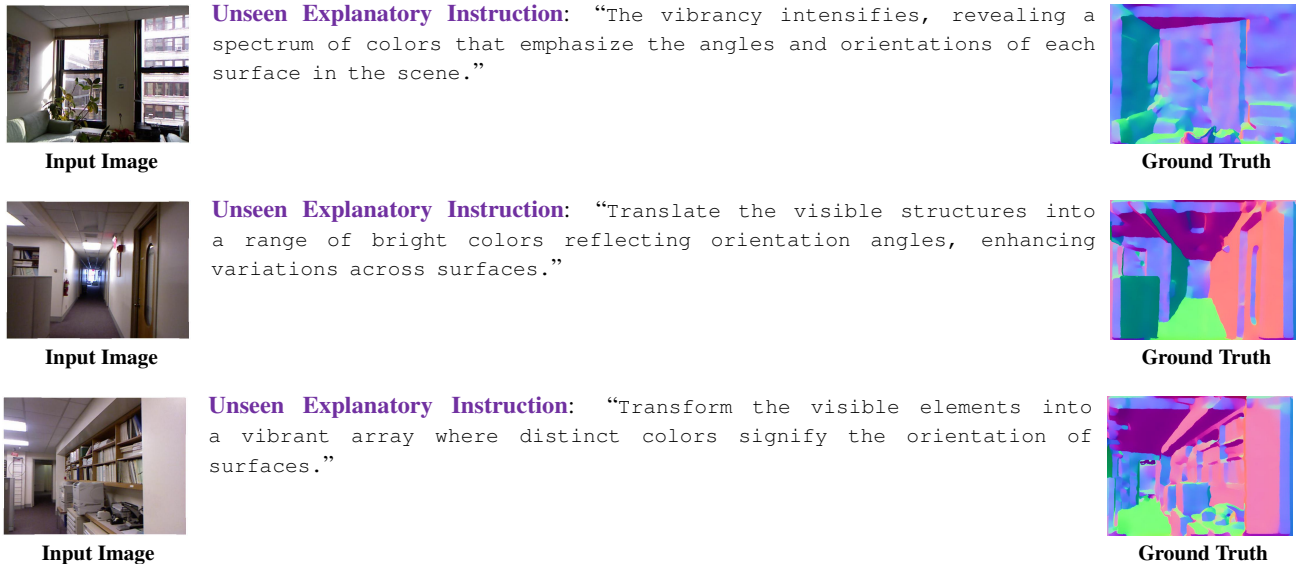 Unseen Explanatory Instruction: “The vibrancy intensifies, revealing a
spectrum of colors that emphasize the angles and orientations of each
surface in the scene.”
Input Image
Ground Truth
Unseen Explanatory Instruction: “Translate the visible structures into
a range of bright colors reflecting orientation angles, enhancing
variations across surfaces.”
Input Image
Ground Truth
Unseen Explanatory Instruction: “Transform the visible elements into
a vibrant array where distinct colors signify the orientation of
surfaces.”
Input Image
Ground Truth